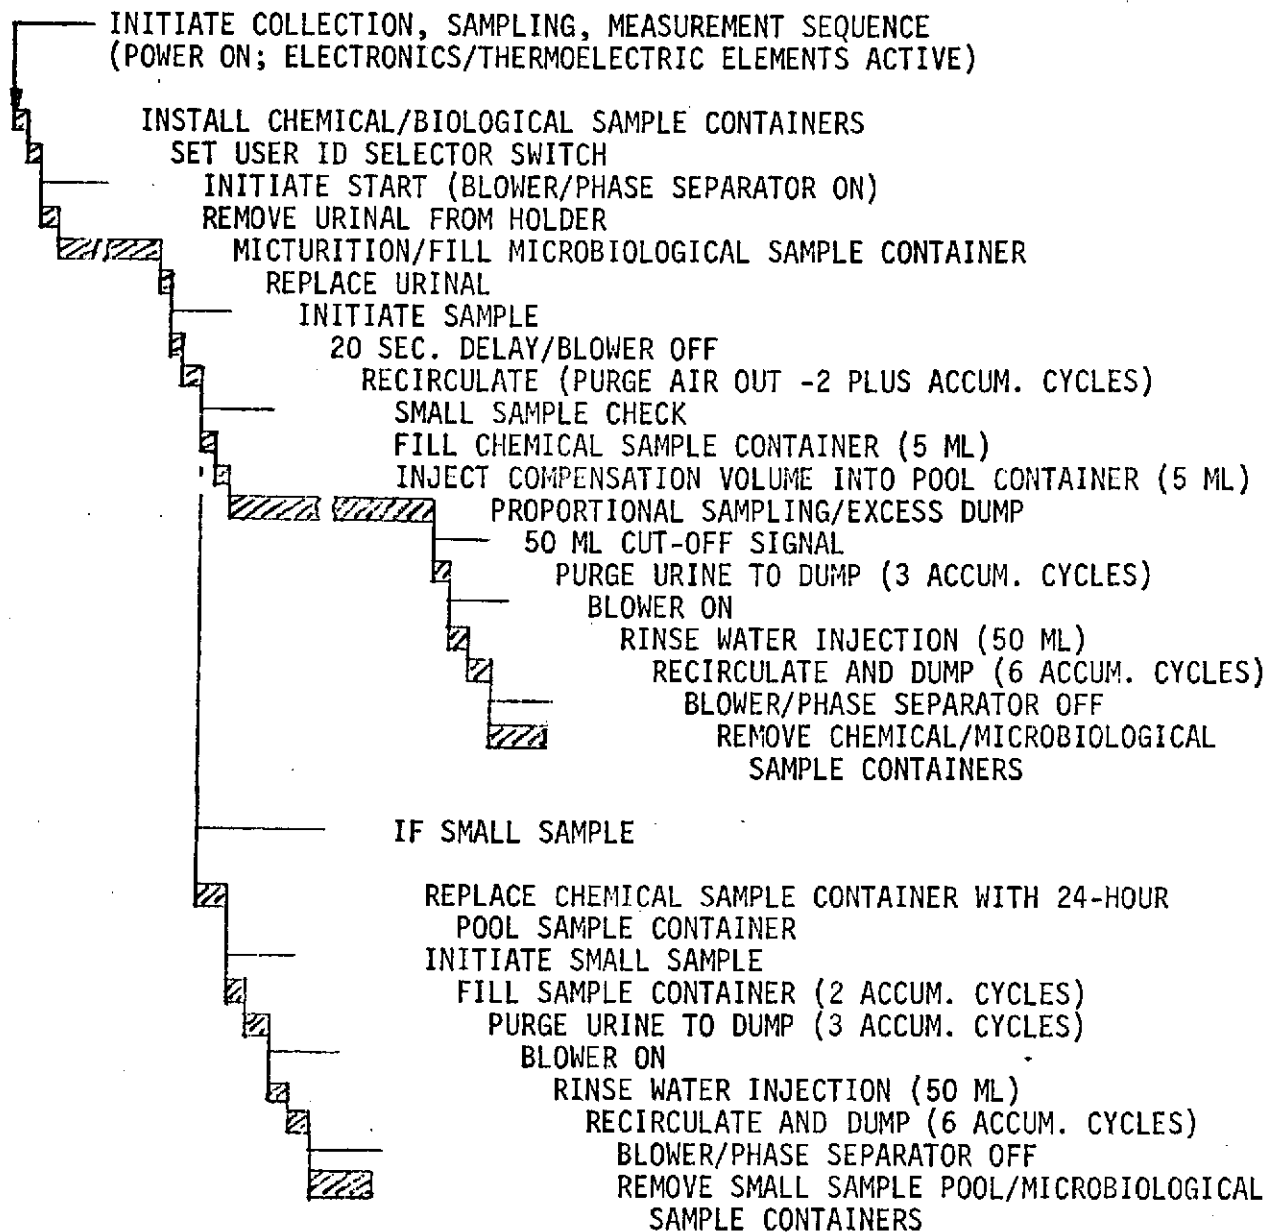 INITIATE COLLECTION, SAMPLING, MEASUREMENT SEQUENCE
(POWER ON; ELECTRONICS/THERMOELECTRIC ELEMENTS ACTIVE)
INSTALL CHEMICAL/BIOLOGICAL SAMPLE CONTAINERS
SET USER ID SELECTOR SWITCH
INITIATE START (BLOWER/PHASE SEPARATOR ON)
REMOVE URINAL FROM HOLDER
MICTURITION/FILL MICROBIOLOGICAL SAMPLE CONTAINER
REPLACE URINAL
INITIATE SAMPLE
20 SEC. DELAY/BLOWER OFF
RECIRCULATE (PURGE AIR OUT -2 PLUS ACCUM. CYCLES)
SMALL SAMPLE CHECK
FILL CHEMICAL SAMPLE CONTAINER (5 ML)
INJECT COMPENSATION VOLUME INTO POOL CONTAINER (5 ML)
PROPORTIONAL SAMPLING/EXCESS DUMP
50 ML CUT-OFF SIGNAL
PURGE URINE TO DUMP (3 ACCUM. CYCLES)
BLOWER ON
RINSE WATER INJECTION (50 ML)
RECIRCULATE AND DUMP (6 ACCUM. CYCLES)
BLOWER/PHASE SEPARATOR OFF
REMOVE CHEMICAL/MICROBIOLOGICAL
SAMPLE CONTAINERS
IF SMALL SAMPLE
REPLACE CHEMICAL SAMPLE CONTAINER WITH 24-HOUR
POOL SAMPLE CONTAINER
INITIATE SMALL SAMPLE
FILL SAMPLE CONTAINER (2 ACCUM. CYCLES)
PURGE URINE TO DUMP (3 ACCUM. CYCLES)
BLOWER ON
RINSE WATER INJECTION (50 ML)
RECIRCULATE AND DUMP (6 ACCUM. CYCLES)
BLOWER/PHASE SEPARATOR OFF
REMOVE SMALL SAMPLE POOL/MICROBIOLOGICAL
SAMPLE CONTAINERS